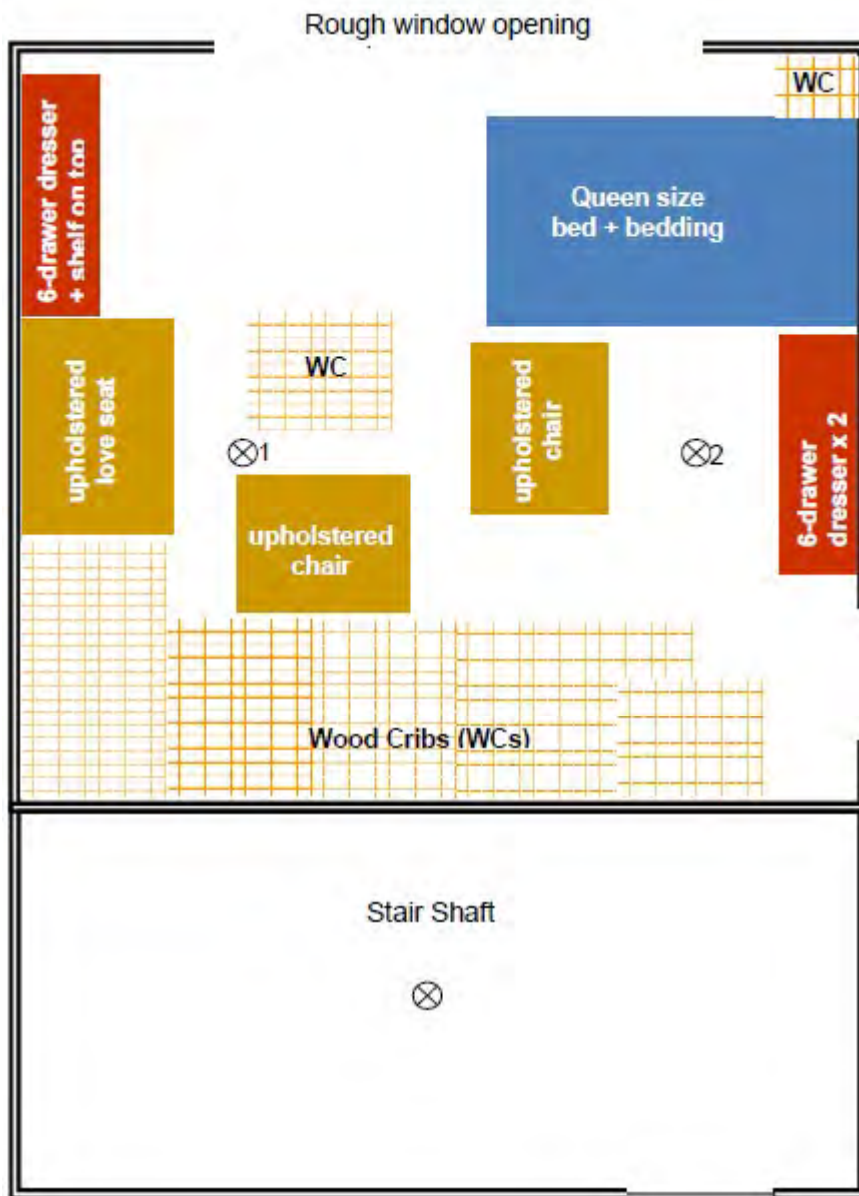 Rough window opening
WC
6-drawer dresser
+ shelf on top
Queen size
bed + bedding
WC
upholstered
love seat
upholstered
chair
1
2
6-drawer
dresser x 2
upholstered
chair
Wood Cribs (WCs)
Stair Shaft